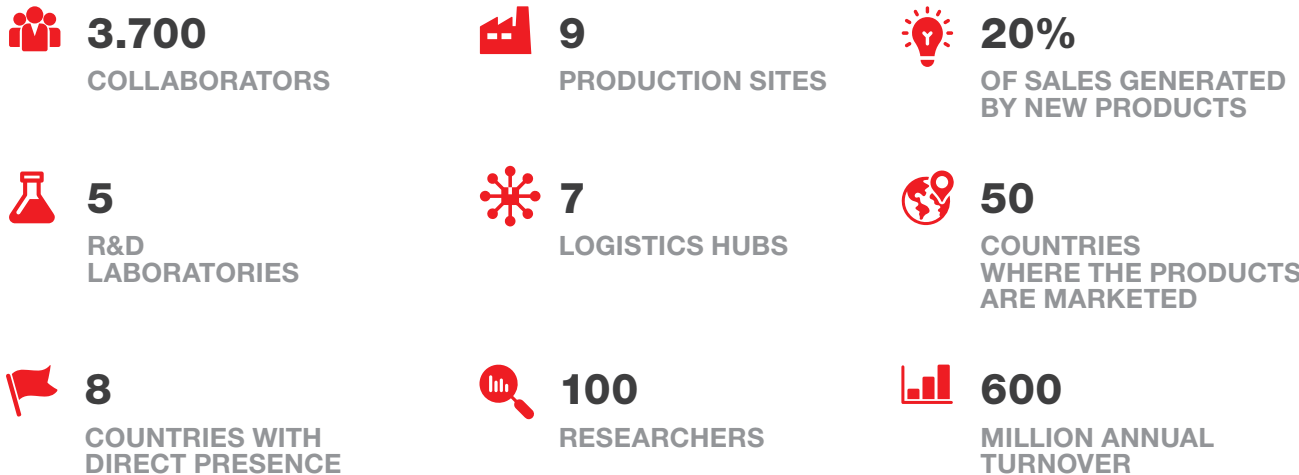 3.700
COLLABORATORS
9
PRODUCTION SITES
20%
OF SALES GENERATED
BY NEW PRODUCTS
5
R&D
LABORATORIES
7
LOGISTICS HUBS
50
COUNTRIES
WHERE THE PRODUCTS
ARE MARKETED
8
COUNTRIES WITH
DIRECT PRESENCE
100
RESEARCHERS
600
MILLION ANNUAL
TURNOVER